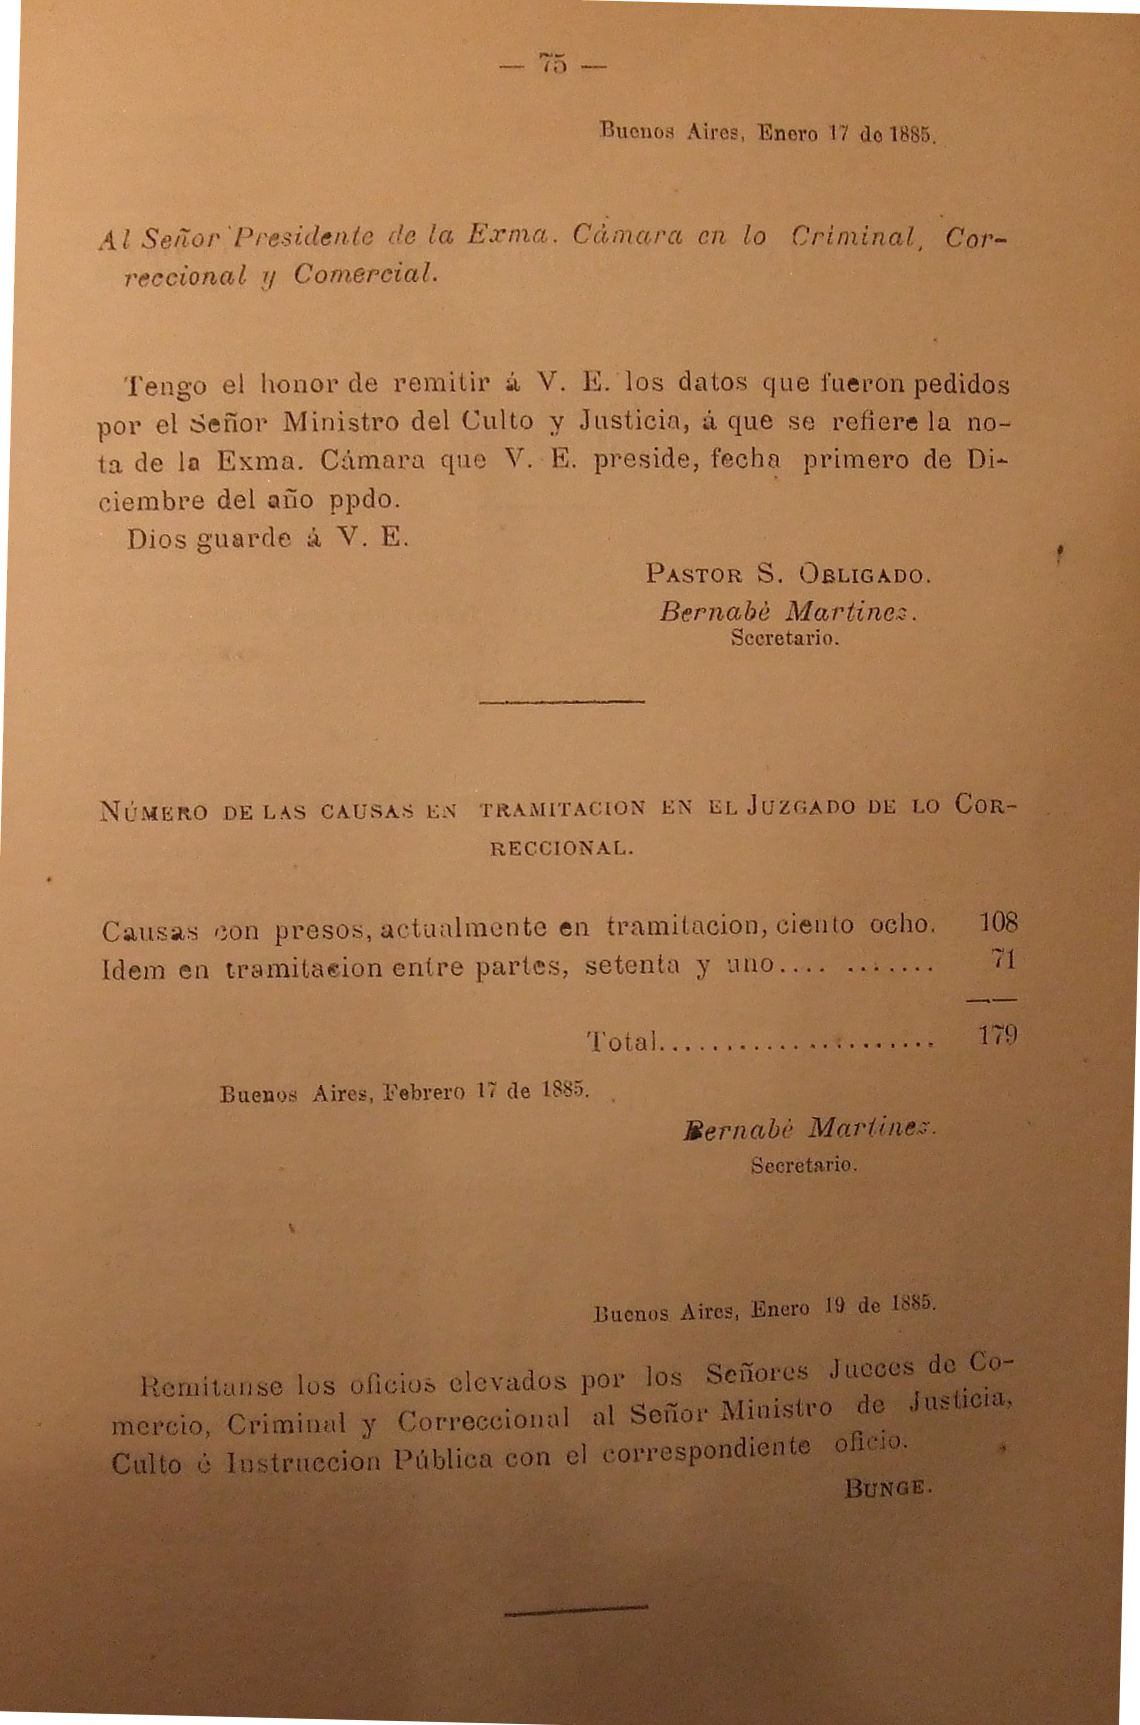 — 75 —
Buenos Aires, Enero 17 de 1885.
Al Señor Presidente de la Exma. Cámara en lo Criminal, Cor-
reccional y Comercial.
Tengo el honor de remitir á V. E. los datos que fueron pedidos
por el Señor Ministro del Culto y Justicia, á que se refiere la no-
ta de la Exma. Cámara que V. E. preside, fecha primero de Di-
ciembre del año ppdo.
Dios guarde á V. E.
PASTOR S. OBLIGADO.
Bernabé Martinez.
Secretario.
NÚMERO DE LAS CAUSAS EN TRAMITACION EN EL JUZGADO DE LO COR-
RECCIONAL.
Causas con presos, actualmente en tramitacion, ciento ocho. 108
Idem en tramitacion entre partes, setenta y uno.... ....... 71
Total..................... 179
Buenos Aires, Febrero 17 de 1885.
Bernabé Martinez.
Secretario.
Buenos Aires, Enero 19 de 1885.
Remítanse los oficios elevados por los Señores Jueces de Co-
mercio, Criminal y Correccional al Señor Ministro de Justicia,
Culto é Instruccion Pública con el correspondiente oficio.
BUNGE.